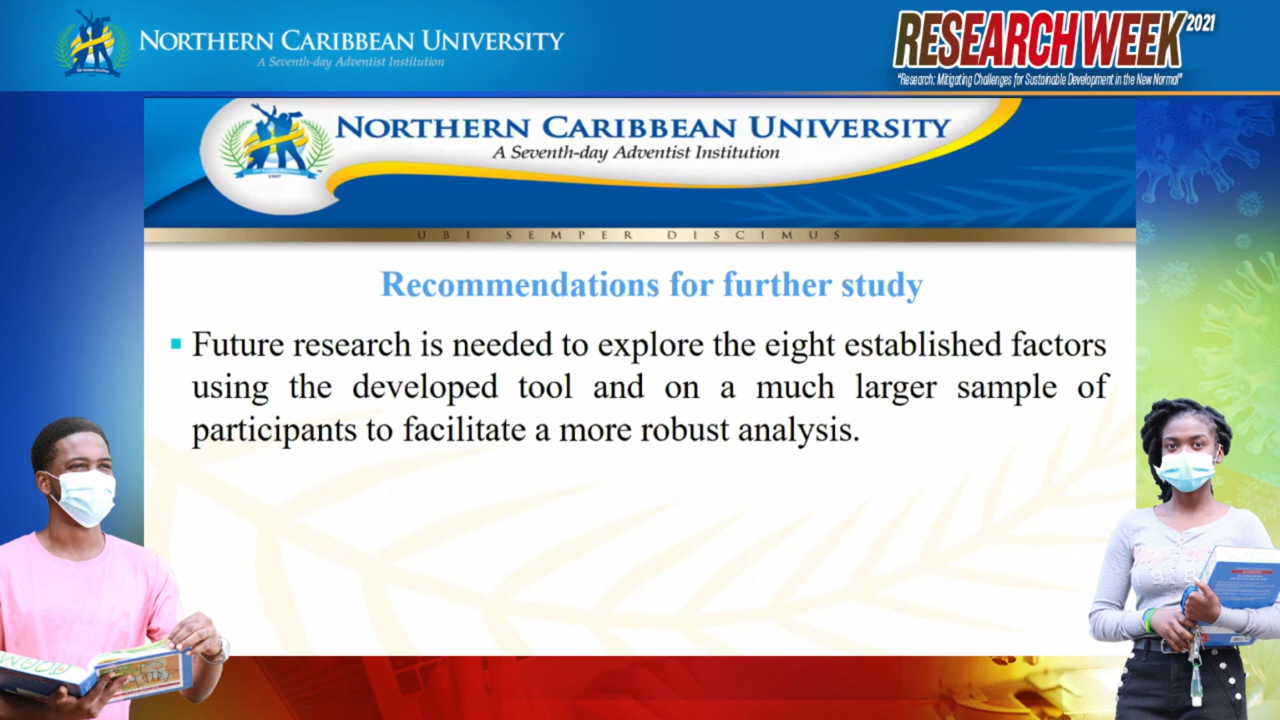 NORTHERN CARIBBEAN UNIVERSITY
A Seventh-day Adventist Institution
RESEARCH WEEK 2021
"Research: Mitigating Challenges for Sustainable Development in the New Normal"
NORTHERN CARIBBEAN UNIVERSITY
A Seventh-day Adventist Institution
UBI SEMPER DISCIMUS
Recommendations for further study
▪ Future research is needed to explore the eight established factors
using the developed tool and on a much larger sample of
participants to facilitate a more robust analysis.